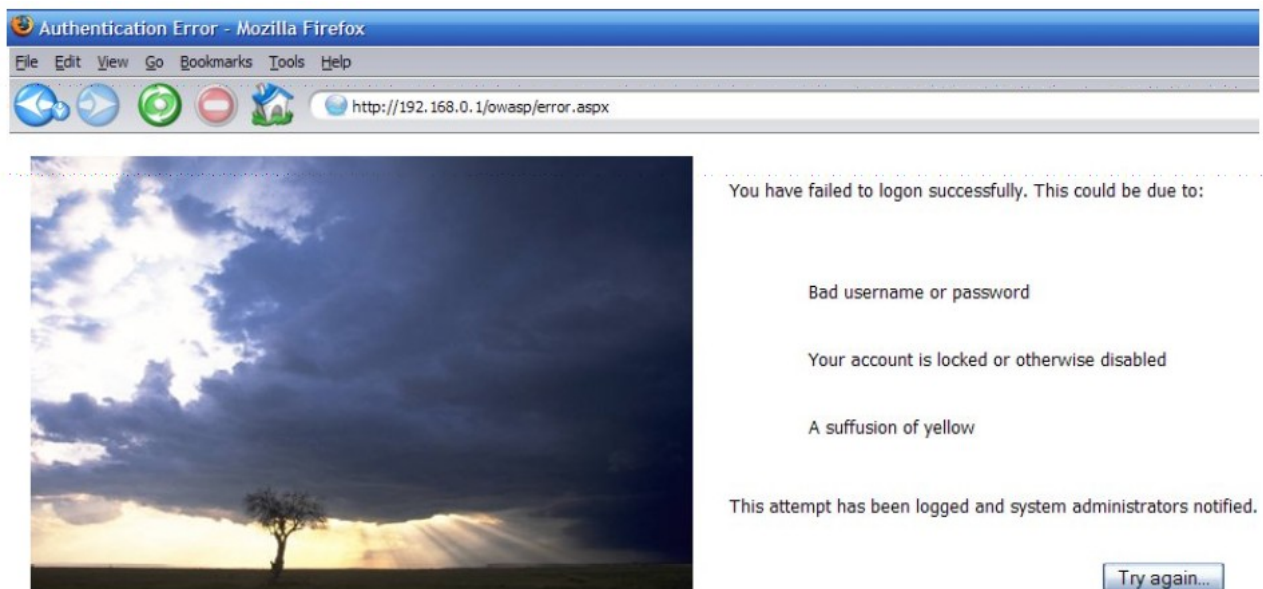 Authentication Error - Mozilla Firefox
File Edit View Go Bookmarks Tools Help
http://192.168.0.1/owasp/error.aspx
You have failed to logon successfully. This could be due to:
Bad username or password
Your account is locked or otherwise disabled
A suffusion of yellow
This attempt has been logged and system administrators notified.
Try again...